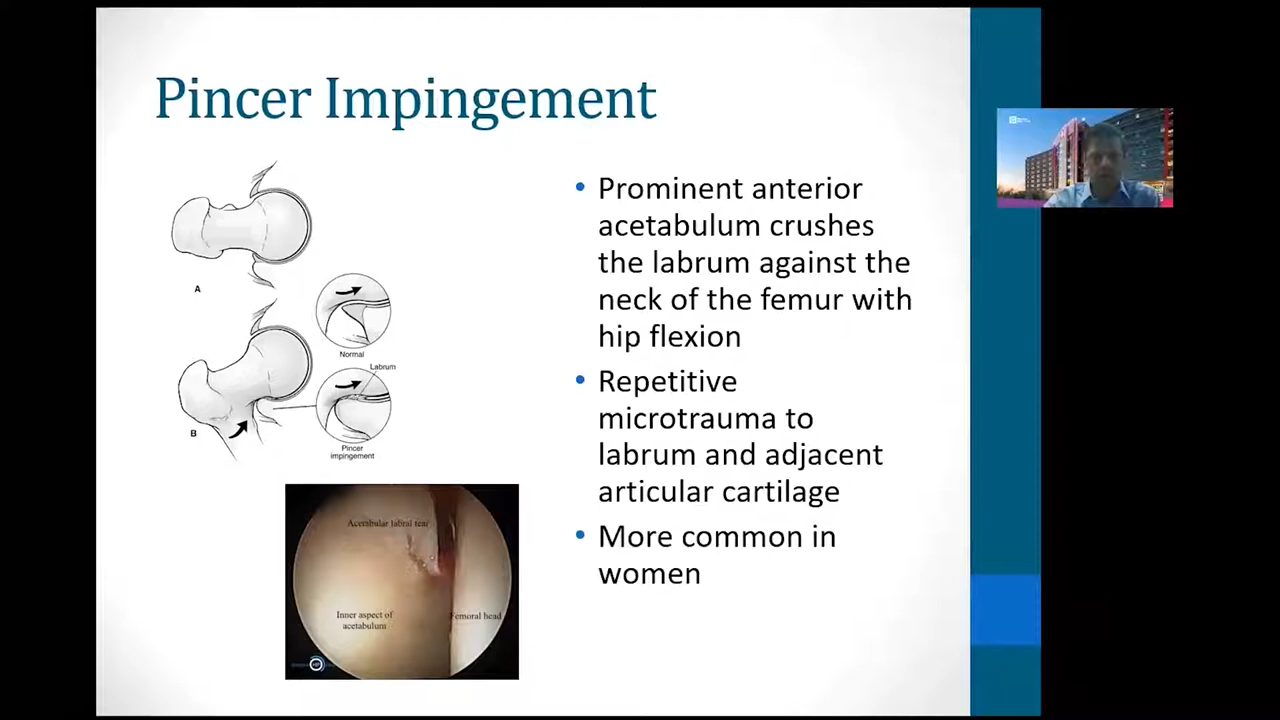 Pincer Impingement
A
Normal
Labrum
B
Pincer
impingement
Acetabular labral tear
Inner aspect of
acetabulum
Femoral head
• Prominent anterior
acetabulum crushes
the labrum against the
neck of the femur with
hip flexion
• Repetitive
microtrauma to
labrum and adjacent
articular cartilage
• More common in
women